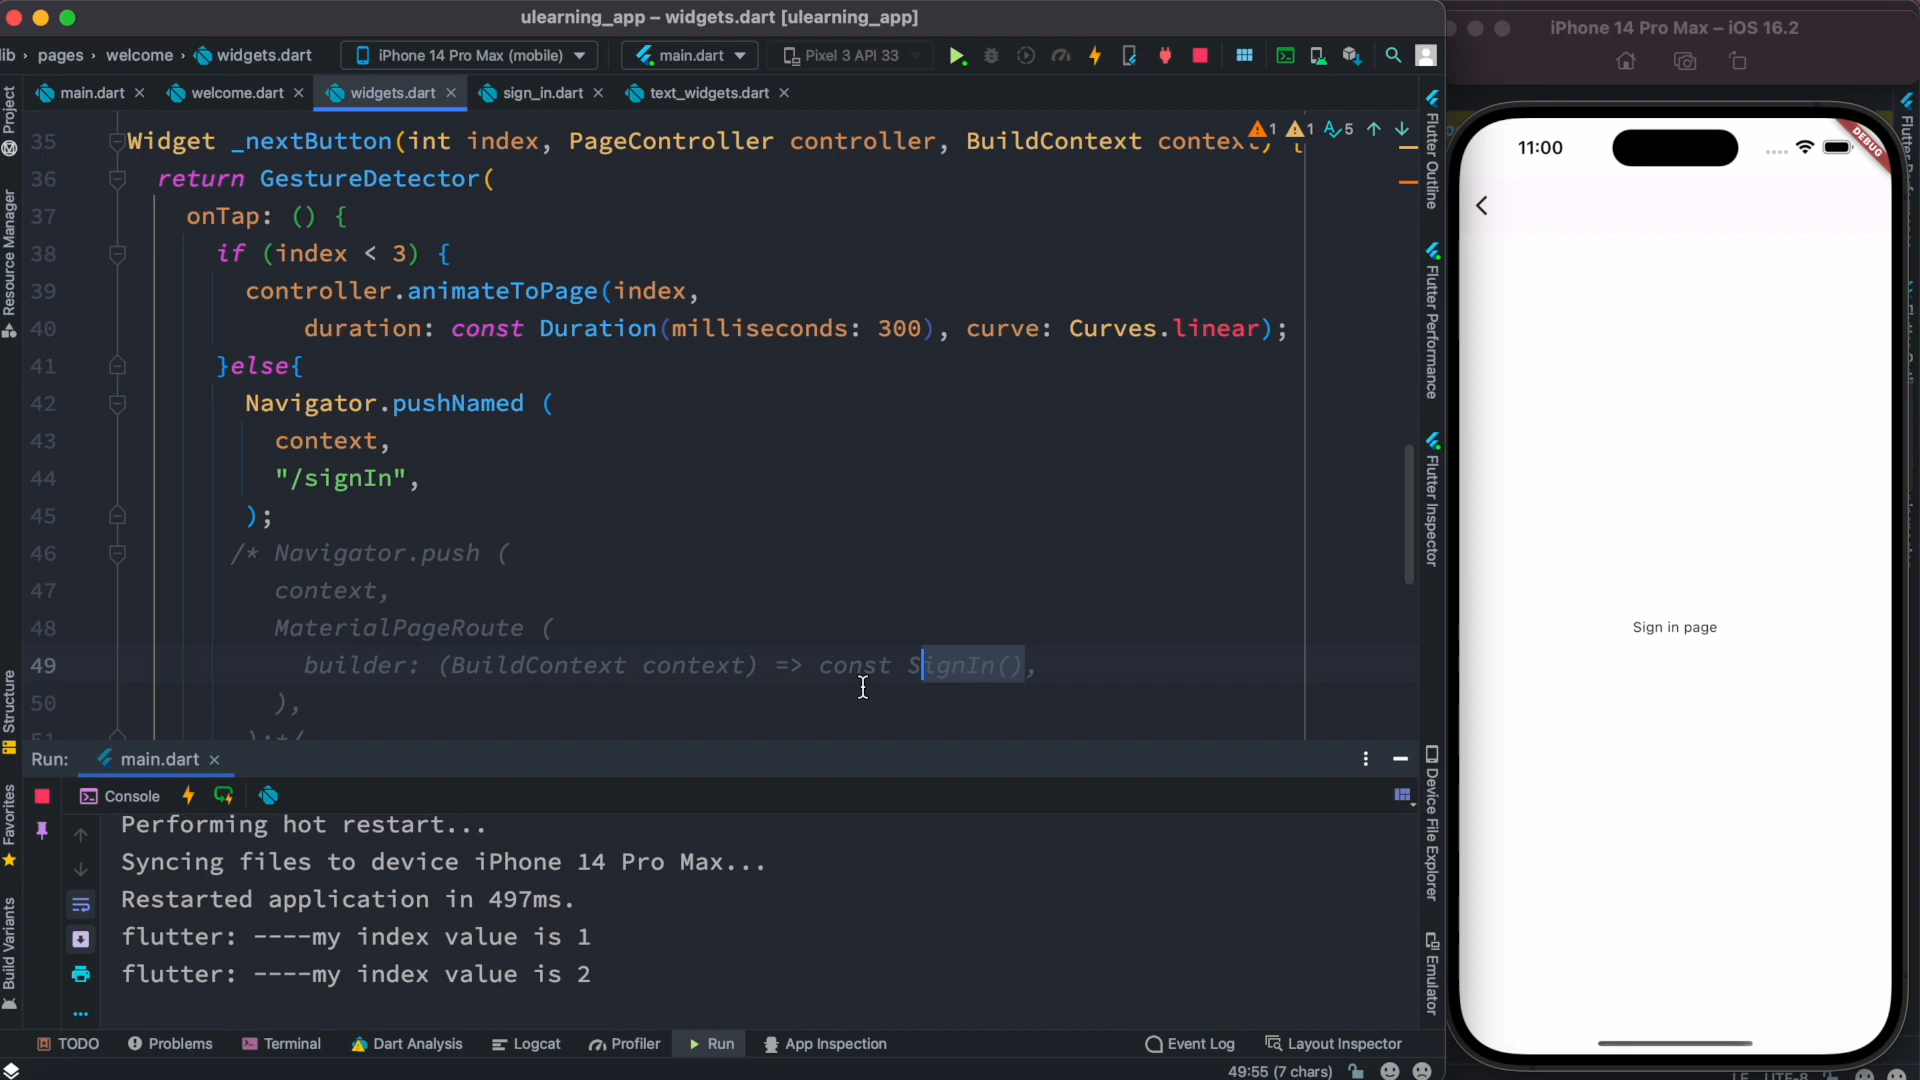 ulearning_app – widgets.dart [ulearning_app]
iPhone 14 Pro Max – iOS 16.2
lib › pages › welcome › widgets.dart
iPhone 14 Pro Max (mobile)
main.dart
Pixel 3 API 33
main.dart
welcome.dart
widgets.dart
sign_in.dart
text_widgets.dart
1 1 5
35 Widget _nextButton(int index, PageController controller, BuildContext context) {
36 return GestureDetector(
37 onTap: () {
38 if (index < 3) {
39 controller.animateToPage(index,
40 duration: const Duration(milliseconds: 300), curve: Curves.linear);
41 }else{
42 Navigator.pushNamed (
43 context,
44 "/signIn",
45 );
46 /* Navigator.push (
47 context,
48 MaterialPageRoute (
49 builder: (BuildContext context) => const SignIn(),
50 ),
51 );*/
Project
Resource Manager
Structure
Favorites
Build Variants
Flutter Outline
Flutter Performance
Flutter Inspector
Device File Explorer
Emulator
11:00
DEBUG
Sign in page
Run:
main.dart
Console
Performing hot restart...
Syncing files to device iPhone 14 Pro Max...
Restarted application in 497ms.
flutter: ----my index value is 1
flutter: ----my index value is 2
TODO
Problems
Terminal
Dart Analysis
Logcat
Profiler
Run
App Inspection
Event Log
Layout Inspector
49:55 (7 chars)
LF UTF-8